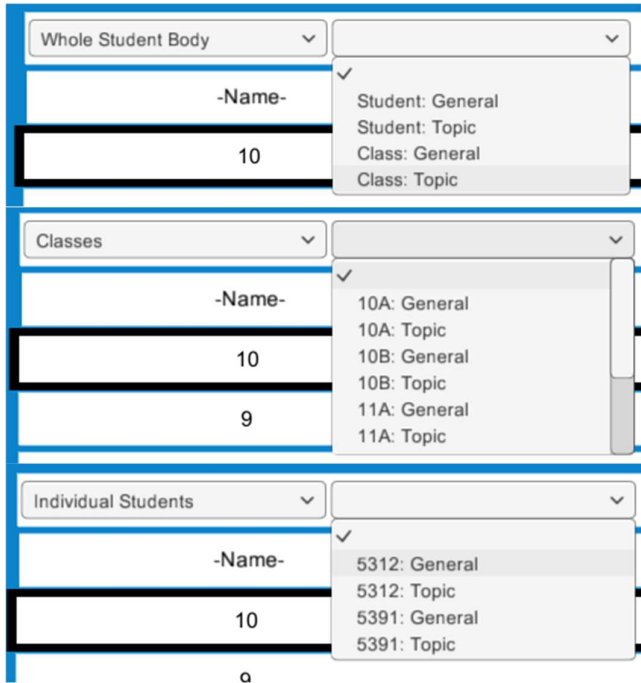 Whole Student Body
-Name-
Student: General
Student: Topic
10
Class: General
Class: Topic
Classes
-Name-
10A: General
10A: Topic
10
10B: General
10B: Topic
9
11A: General
11A: Topic
Individual Students
-Name-
5312: General
5312: Topic
10
5391: General
5391: Topic
9